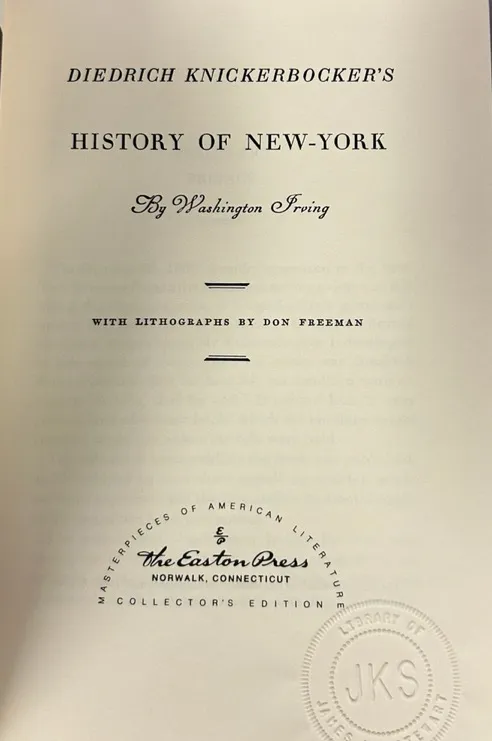 DIEDRICH KNICKERBOCKER'S
HISTORY OF NEW-YORK
By Washington Irving
WITH LITHOGRAPHS BY DON FREEMAN
MASTERPIECES OF AMERICAN LITERATURE
E/P
The Easton Press
NORWALK, CONNECTICUT
COLLECTOR'S EDITION
LIBRARY OF
JKS